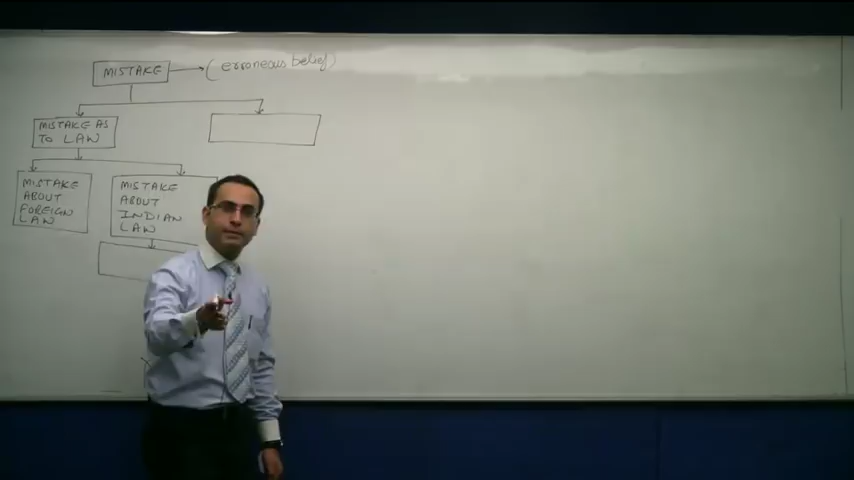 MISTAKE
(erroneous belief)
MISTAKE AS
TO LAW
MISTAKE
ABOUT
FOREIGN
LAW
MISTAKE
ABOUT
INDIAN
LAW